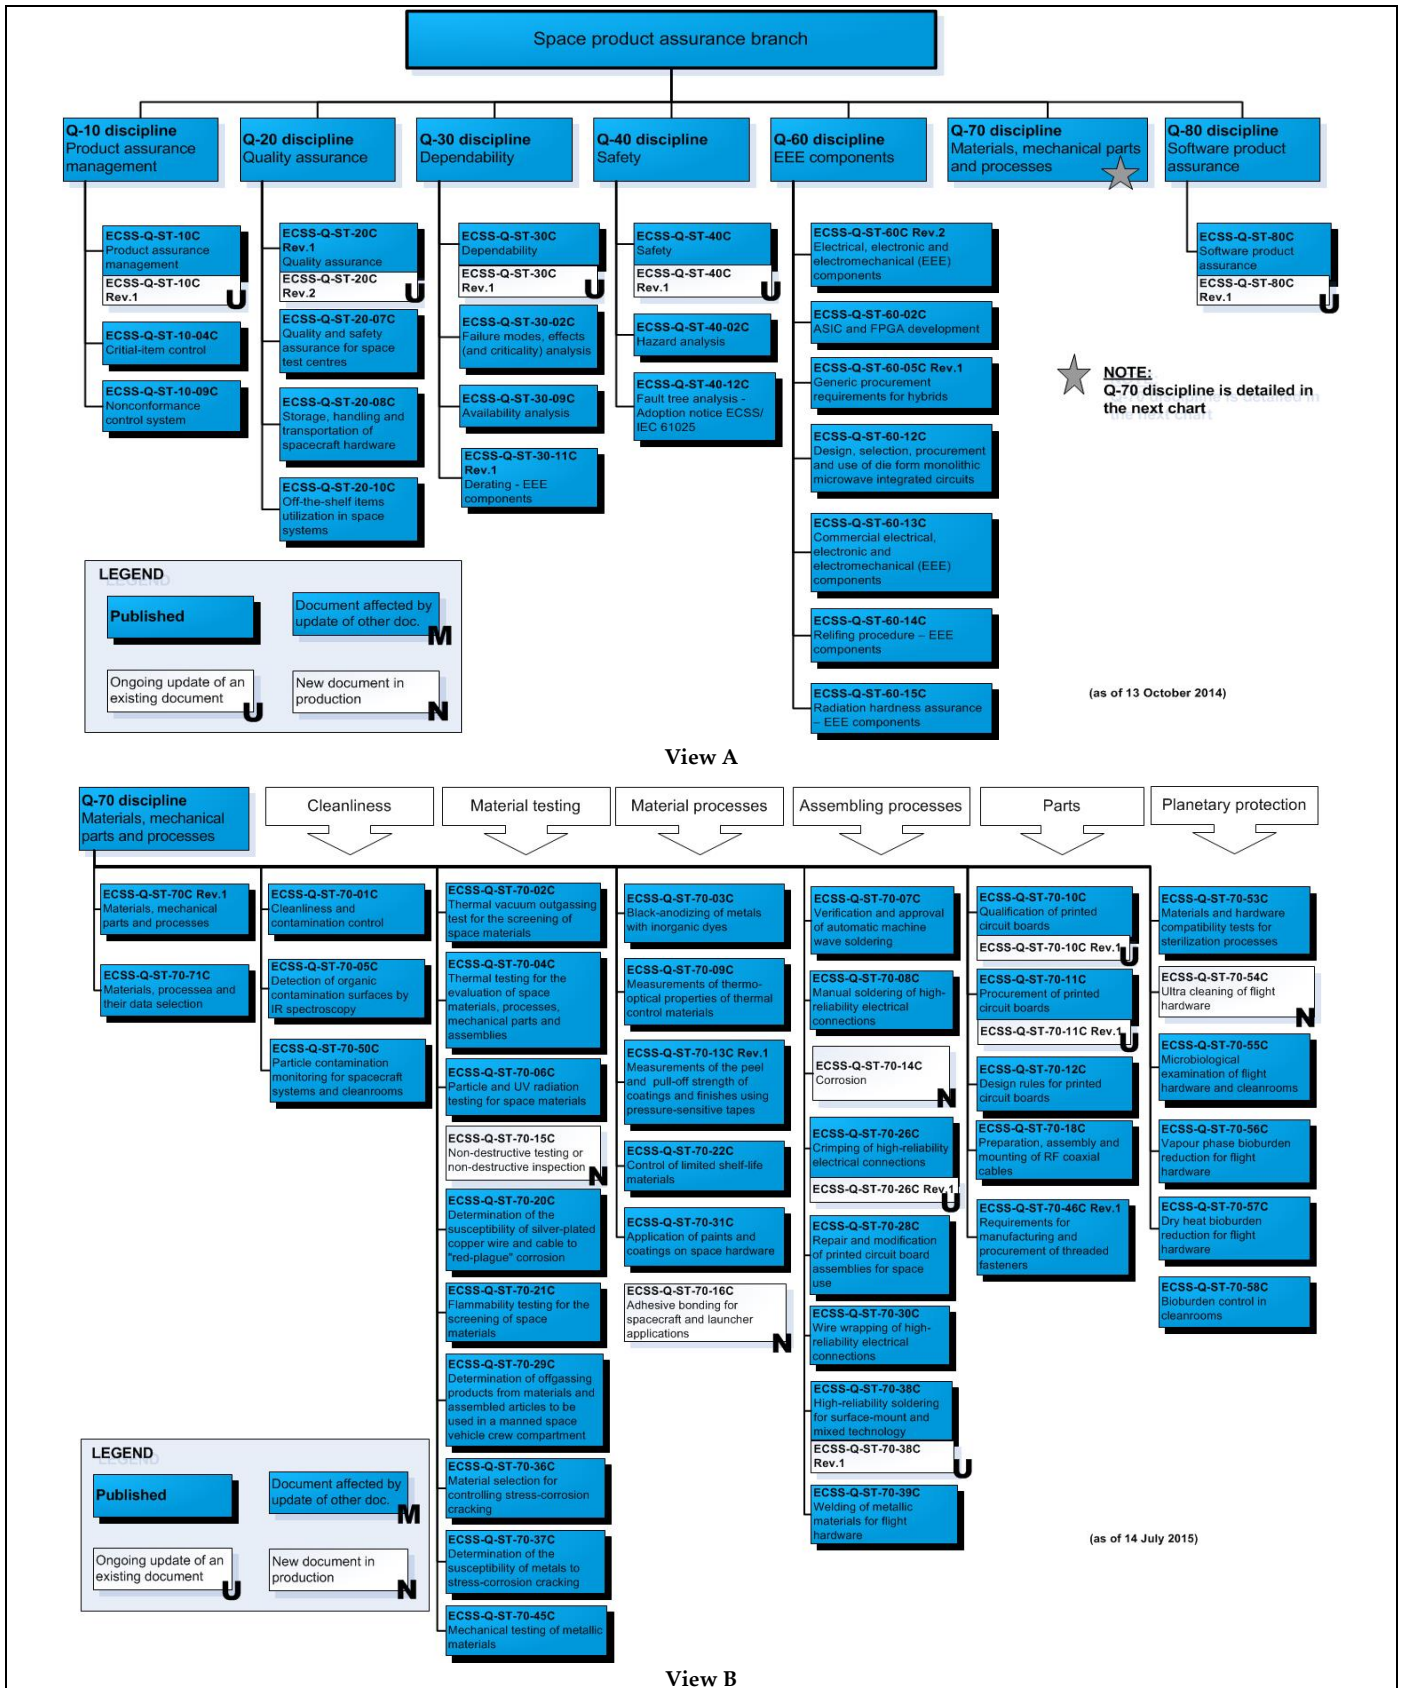 Space product assurance branch
Q-10 discipline
Product assurance
management
Q-20 discipline
Quality assurance
Q-30 discipline
Dependability
Q-40 discipline
Safety
Q-60 discipline
EEE components
Q-70 discipline
Materials, mechanical parts
and processes
Q-80 discipline
Software product
assurance
ECSS-Q-ST-10C
Product assurance
management
ECSS-Q-ST-10C
Rev.1
U
ECSS-Q-ST-10-04C
Critial-item control
ECSS-Q-ST-10-09C
Nonconformance
control system
ECSS-Q-ST-20C
Rev.1
Quality assurance
ECSS-Q-ST-20C
Rev.2
U
ECSS-Q-ST-20-07C
Quality and safety
assurance for space
test centres
ECSS-Q-ST-20-08C
Storage, handling and
transportation of
spacecraft hardware
ECSS-Q-ST-20-10C
Off-the-shelf items
utilization in space
systems
ECSS-Q-ST-30C
Dependability
ECSS-Q-ST-30C
Rev.1
U
ECSS-Q-ST-30-02C
Failure modes, effects
(and criticality) analysis
ECSS-Q-ST-30-09C
Availability analysis
ECSS-Q-ST-30-11C
Rev.1
Derating - EEE
components
ECSS-Q-ST-40C
Safety
ECSS-Q-ST-40C
Rev.1
U
ECSS-Q-ST-40-02C
Hazard analysis
ECSS-Q-ST-40-12C
Fault tree analysis -
Adoption notice ECSS/
IEC 61025
ECSS-Q-ST-60C Rev.2
Electrical, electronic and
electromechanical (EEE)
components
ECSS-Q-ST-60-02C
ASIC and FPGA development
ECSS-Q-ST-60-05C Rev.1
Generic procurement
requirements for hybrids
ECSS-Q-ST-60-12C
Design, selection, procurement
and use of die form monolithic
microwave integrated circuits
ECSS-Q-ST-60-13C
Commercial electrical,
electronic and
electromechanical (EEE)
components
ECSS-Q-ST-60-14C
Relifing procedure – EEE
components
ECSS-Q-ST-60-15C
Radiation hardness assurance
– EEE components
ECSS-Q-ST-80C
Software product
assurance
ECSS-Q-ST-80C
Rev.1
U
NOTE:
Q-70 discipline is detailed in
the next chart
LEGEND
Published
Document affected by
update of other doc.
M
Ongoing update of an
existing document
U
New document in
production
N
(as of 13 October 2014)
View A
Q-70 discipline
Materials, mechanical
parts and processes
Cleanliness
Material testing
Material processes
Assembling processes
Parts
Planetary protection
ECSS-Q-ST-70C Rev.1
Materials, mechanical
parts and processes
ECSS-Q-ST-70-71C
Materials, processea and
their data selection
ECSS-Q-ST-70-01C
Cleanliness and
contamination control
ECSS-Q-ST-70-05C
Detection of organic
contamination surfaces by
IR spectroscopy
ECSS-Q-ST-70-50C
Particle contamination
monitoring for spacecraft
systems and cleanrooms
ECSS-Q-ST-70-02C
Thermal vacuum outgassing
test for the screening of
space materials
ECSS-Q-ST-70-04C
Thermal testing for the
evaluation of space
materials, processes,
mechanical parts and
assemblies
ECSS-Q-ST-70-06C
Particle and UV radiation
testing for space materials
ECSS-Q-ST-70-15C
Non-destructive testing or
non-destructive inspection
N
ECSS-Q-ST-70-20C
Determination of the
susceptibility of silver-plated
copper wire and cable to
"red-plague" corrosion
ECSS-Q-ST-70-21C
Flammability testing for the
screening of space
materials
ECSS-Q-ST-70-29C
Determination of offgassing
products from materials and
assembled articles to be
used in a manned space
vehicle crew compartment
ECSS-Q-ST-70-36C
Material selection for
controlling stress-corrosion
cracking
ECSS-Q-ST-70-37C
Determination of the
susceptibility of metals to
stress-corrosion cracking
ECSS-Q-ST-70-45C
Mechanical testing of metallic
materials
ECSS-Q-ST-70-03C
Black-anodizing of metals
with inorganic dyes
ECSS-Q-ST-70-09C
Measurements of thermo-
optical properties of thermal
control materials
ECSS-Q-ST-70-13C Rev.1
Measurements of the peel
and pull-off strength of
coatings and finishes using
pressure-sensitive tapes
ECSS-Q-ST-70-22C
Control of limited shelf-life
materials
ECSS-Q-ST-70-31C
Application of paints and
coatings on space hardware
ECSS-Q-ST-70-16C
Adhesive bonding for
spacecraft and launcher
applications
N
ECSS-Q-ST-70-07C
Verification and approval
of automatic machine
wave soldering
ECSS-Q-ST-70-08C
Manual soldering of high-
reliability electrical
connections
ECSS-Q-ST-70-14C
Corrosion
N
ECSS-Q-ST-70-26C
Crimping of high-reliability
electrical connections
ECSS-Q-ST-70-26C Rev.1
U
ECSS-Q-ST-70-28C
Repair and modification
of printed circuit board
assemblies for space
use
ECSS-Q-ST-70-30C
Wire wrapping of high-
reliability electrical
connections
ECSS-Q-ST-70-38C
High-reliability soldering
for surface-mount and
mixed technology
ECSS-Q-ST-70-38C
Rev.1
U
ECSS-Q-ST-70-39C
Welding of metallic
materials for flight
hardware
ECSS-Q-ST-70-10C
Qualification of printed
circuit boards
ECSS-Q-ST-70-10C Rev.1
U
ECSS-Q-ST-70-11C
Procurement of printed
circuit boards
ECSS-Q-ST-70-11C Rev.1
U
ECSS-Q-ST-70-12C
Design rules for printed
circuit boards
ECSS-Q-ST-70-18C
Preparation, assembly and
mounting of RF coaxial
cables
ECSS-Q-ST-70-46C Rev.1
Requirements for
manufacturing and
procurement of threaded
fasteners
ECSS-Q-ST-70-53C
Materials and hardware
compatibility tests for
sterilization processes
ECSS-Q-ST-70-54C
Ultra cleaning of flight
hardware
N
ECSS-Q-ST-70-55C
Microbiological
examination of flight
hardware and cleanrooms
ECSS-Q-ST-70-56C
Vapour phase bioburden
reduction for flight
hardware
ECSS-Q-ST-70-57C
Dry heat bioburden
reduction for flight
hardware
ECSS-Q-ST-70-58C
Bioburden control in
cleanrooms
LEGEND
Published
Document affected by
update of other doc.
M
Ongoing update of an
existing document
U
New document in
production
N
(as of 14 July 2015)
View B